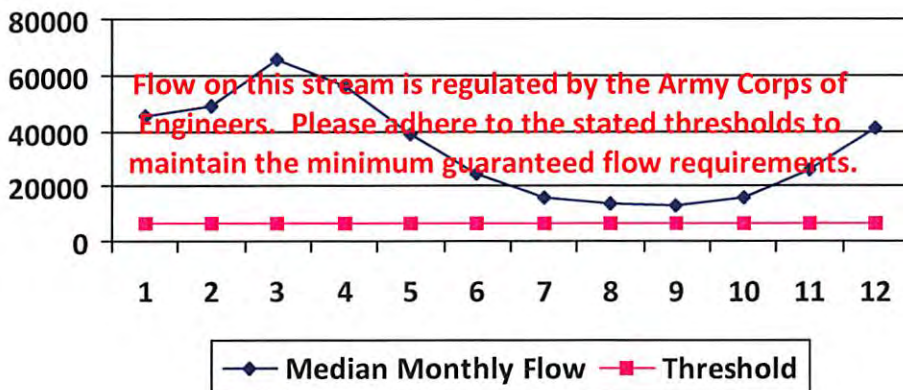 80000
60000
40000
20000
0
Flow on this stream is regulated by the Army Corps of
Engineers. Please adhere to the stated thresholds to
maintain the minimum guaranteed flow requirements.
1 2 3 4 5 6 7 8 9 10 11 12
Median Monthly Flow Threshold